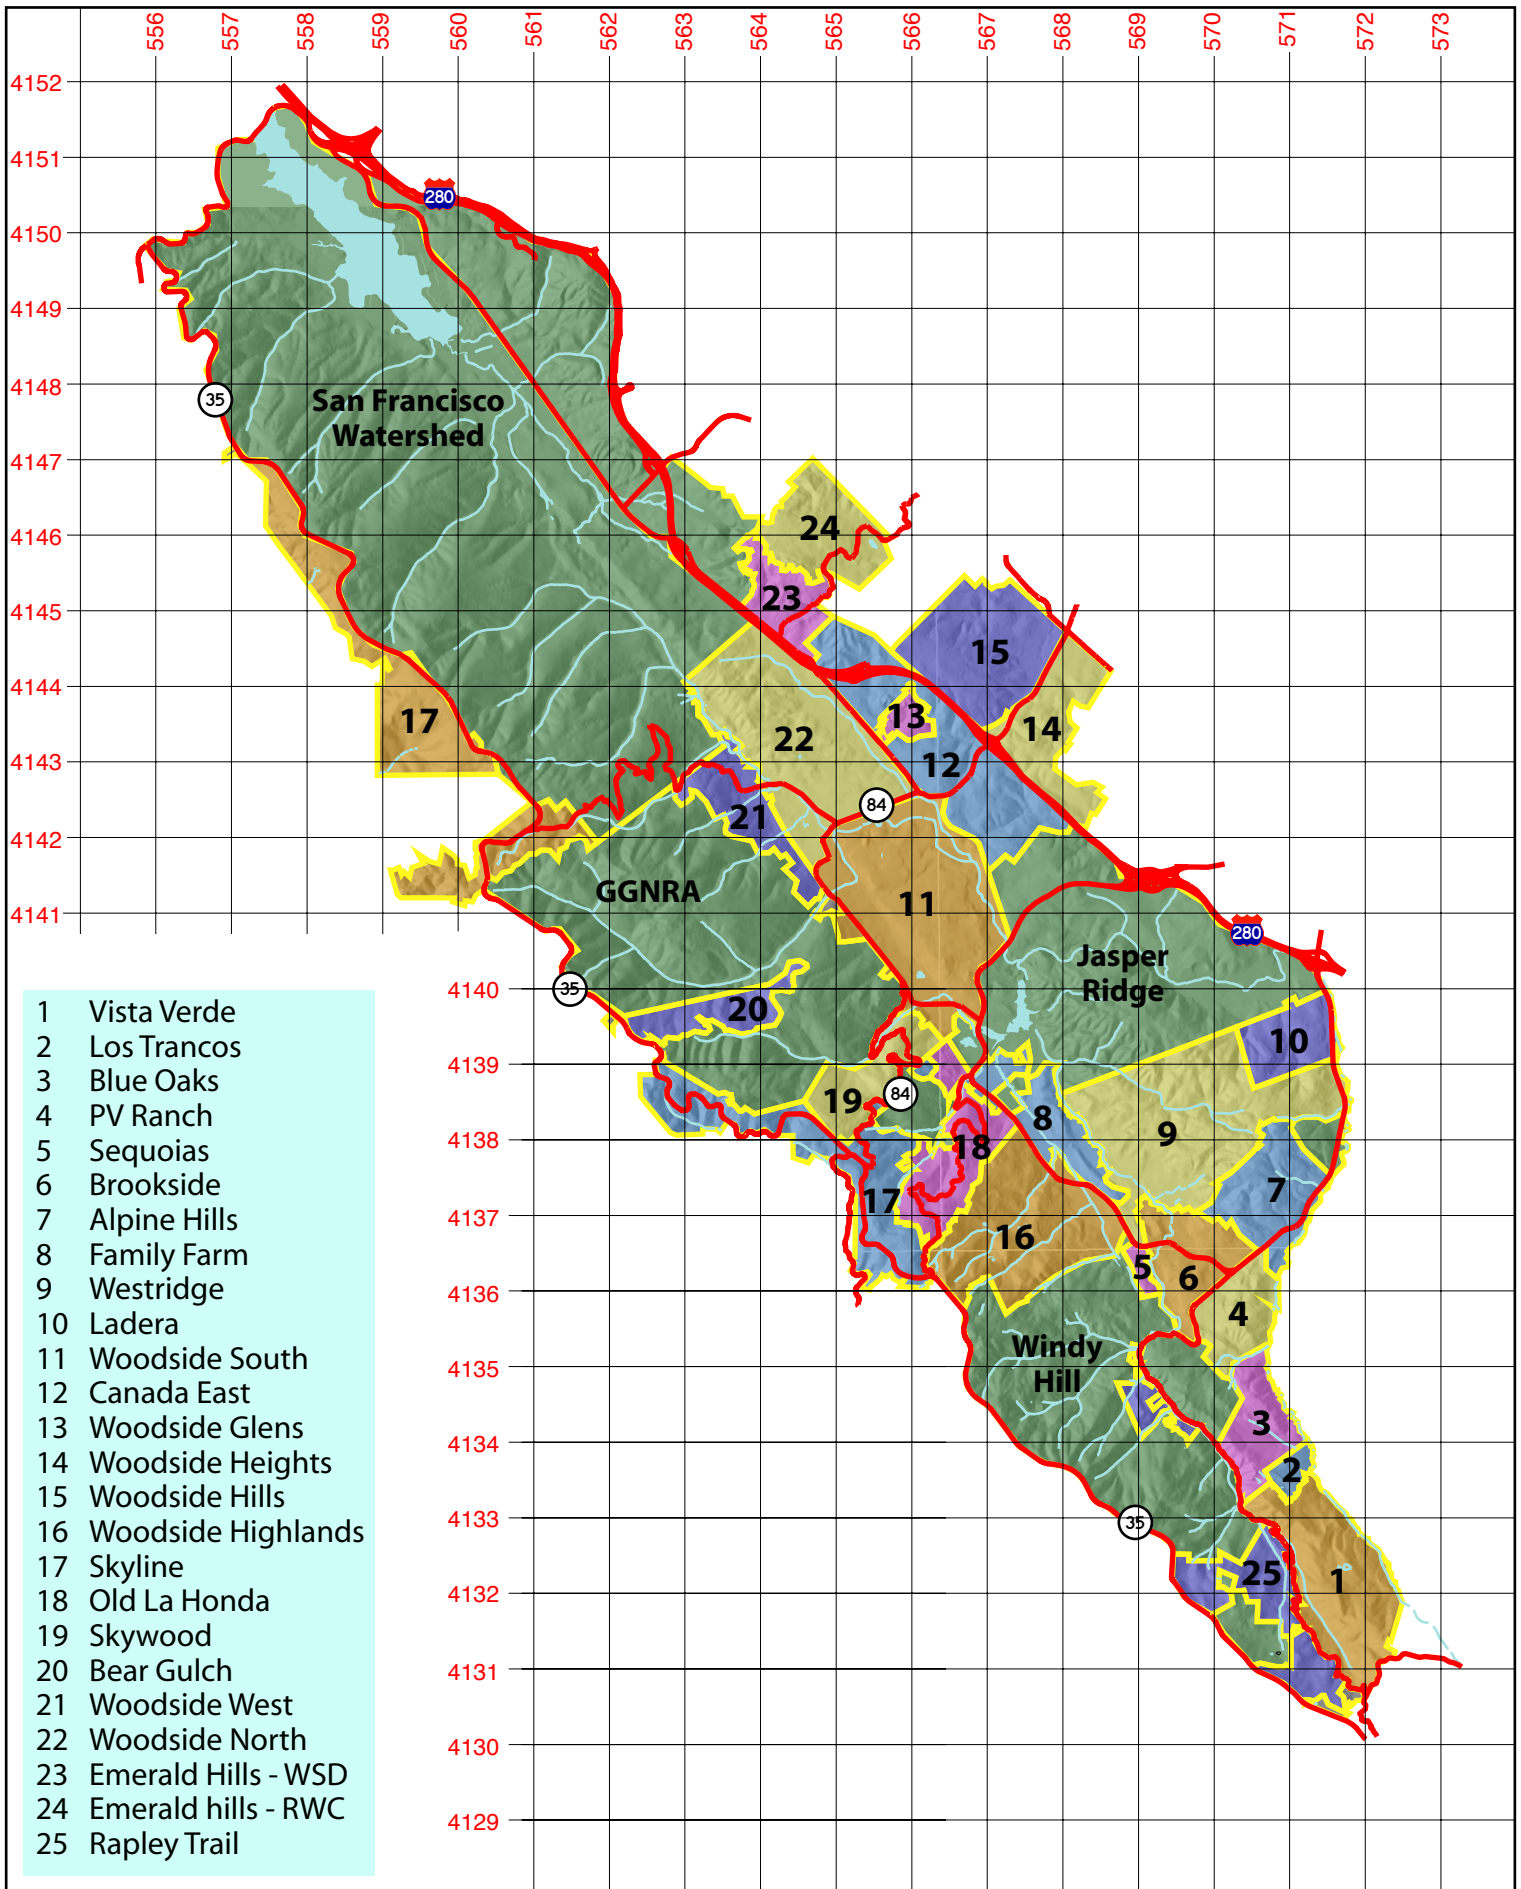 556 557 558 559 560 561 562 563 564 565 566 567 568 569 570 571 572 573
4152
4151
280
4150
4149
4148
35
San Francisco
Watershed
4147
24
4146
23
4145
15
4144
17
13
14
22
4143
12
84
21
4142
GGNRA
11
4141
280
Jasper
Ridge
35
4140
20
10
4139
19
84
8
9
4138
18
17
7
4137
16
5
6
4136
4
Windy
Hill
4135
3
4134
2
4133
35
25
1
4132
4131
4130
4129
1 Vista Verde
2 Los Trancos
3 Blue Oaks
4 PV Ranch
5 Sequoias
6 Brookside
7 Alpine Hills
8 Family Farm
9 Westridge
10 Ladera
11 Woodside South
12 Canada East
13 Woodside Glens
14 Woodside Heights
15 Woodside Hills
16 Woodside Highlands
17 Skyline
18 Old La Honda
19 Skywood
20 Bear Gulch
21 Woodside West
22 Woodside North
23 Emerald Hills - WSD
24 Emerald hills - RWC
25 Rapley Trail